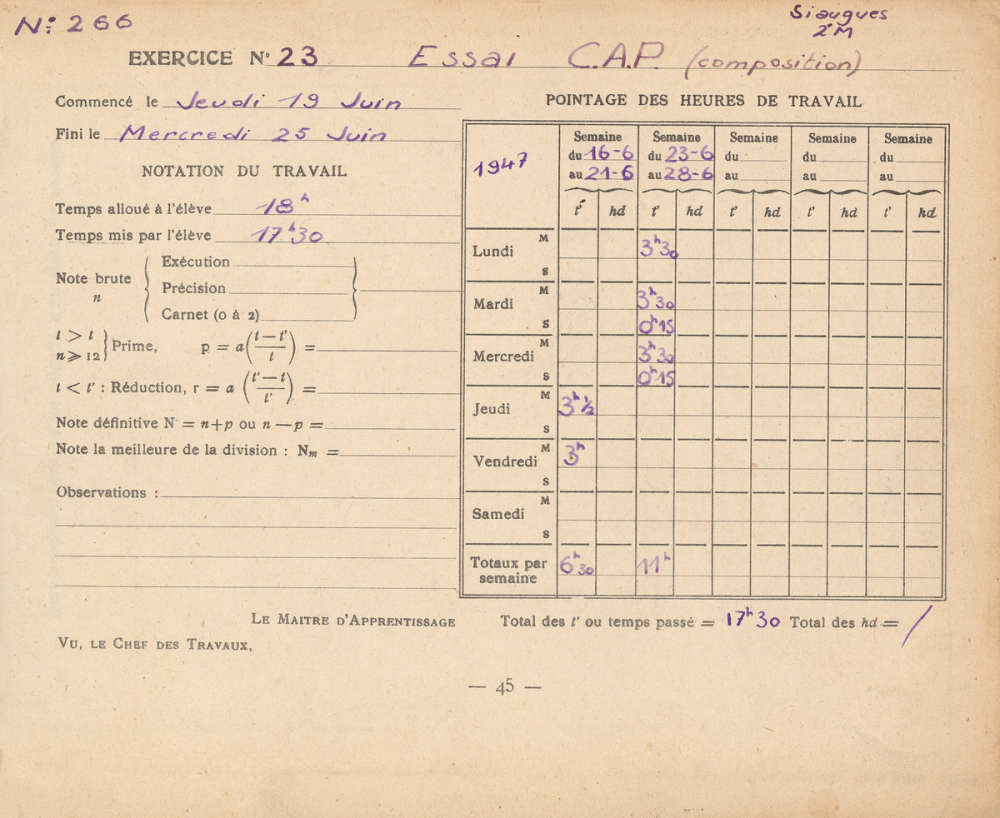 N: 266
Siaugues
2e M
EXERCICE N° 23 Essai C.A.P. (composition)
Commencé le Jeudi 19 Juin
Fini le Mercredi 25 Juin
NOTATION DU TRAVAIL
Temps alloué à l'élève 18h
Temps mis par l'élève 17h30
Note brute n
Exécution
Précision
Carnet (0 à 2)
t > t
n ⩾ 12 } Prime, p = a(t—t'/t) =
t < t' : Réduction, r = a (t'—t/t') =
Note définitive N = n+p ou n—p =
Note la meilleure de la division : Nm =
Observations :
POINTAGE DES HEURES DE TRAVAIL
1947
Semaine Semaine Semaine Semaine Semaine
du 16-6 du 23-6 du du du
au 21-6 au 28-6 au au au
t' hd t' hd t' hd t' hd t' hd
Lundi M 3h30
S
Mardi M 3h30
S 0h15
Mercredi M 3h30
S 0h15
Jeudi M 3h ½
S
Vendredi M 3h
S
Samedi M
S
Totaux par semaine 6h30 11h
LE MAITRE D'APPRENTISSAGE
Total des t' ou temps passé = 17h30 Total des hd = /
VU, LE CHEF DES TRAVAUX,
— 45 —